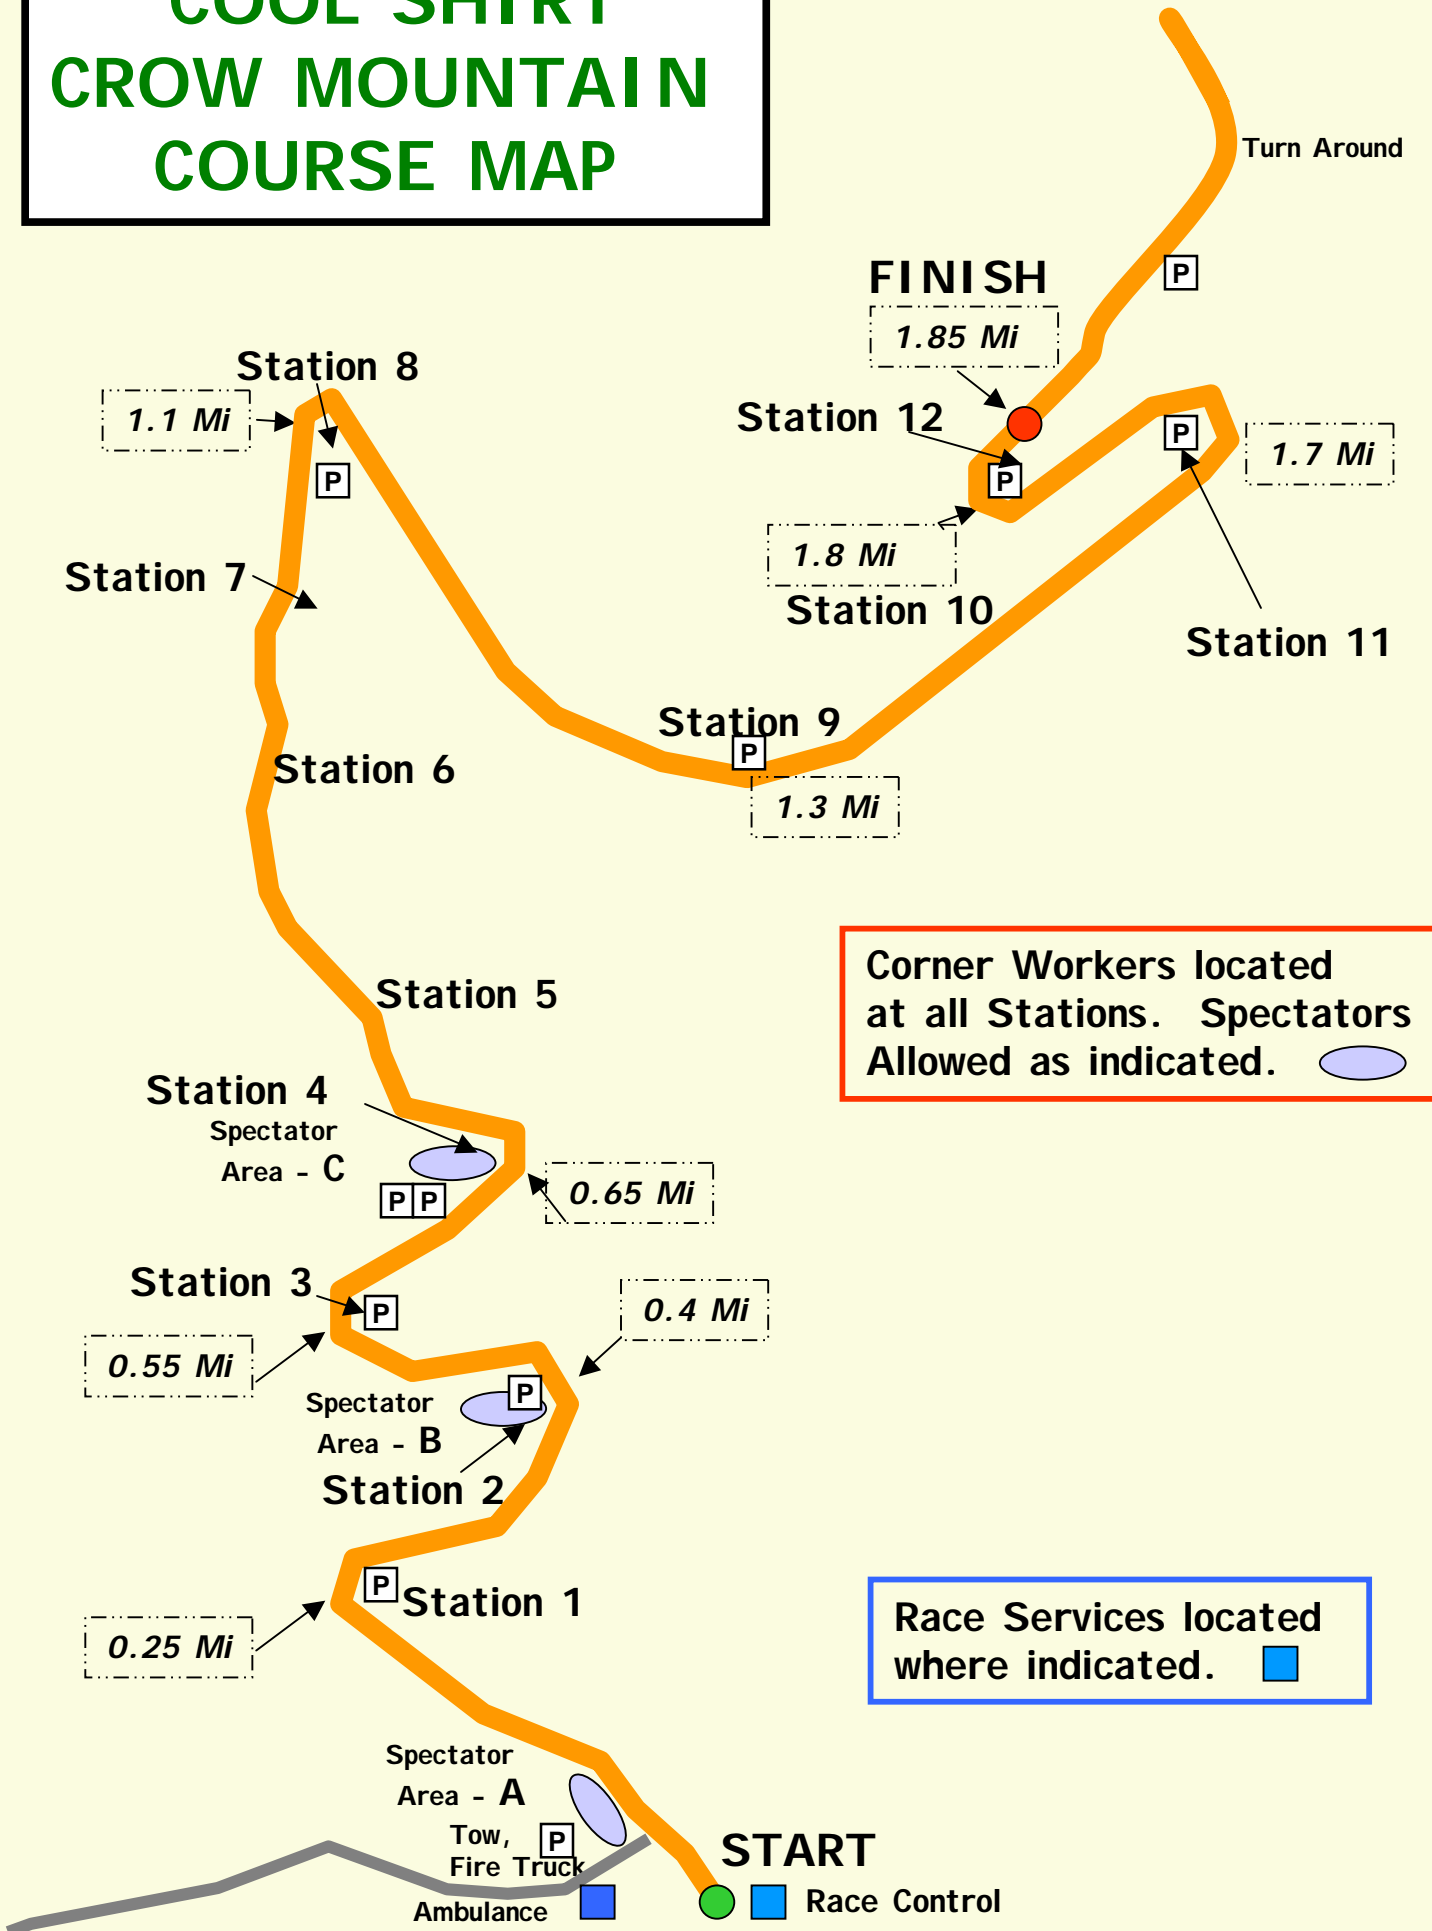 COOL SHIRT
CROW MOUNTAIN
COURSE MAP
Turn Around
P
FINISH
1.85 Mi
Station 8
1.1 Mi
Station 12
P
1.7 Mi
P
P
1.8 Mi
Station 7
Station 10
Station 11
Station 9
P
Station 6
1.3 Mi
Corner Workers located
at all Stations. Spectators
Allowed as indicated.
Station 5
Station 4
Spectator
Area - C
P P
0.65 Mi
Station 3
P
0.4 Mi
0.55 Mi
P
Spectator
Area - B
Station 2
P
Station 1
0.25 Mi
Race Services located
where indicated.
Spectator
Area - A
Tow,
P
Fire Truck
START
Ambulance
Race Control